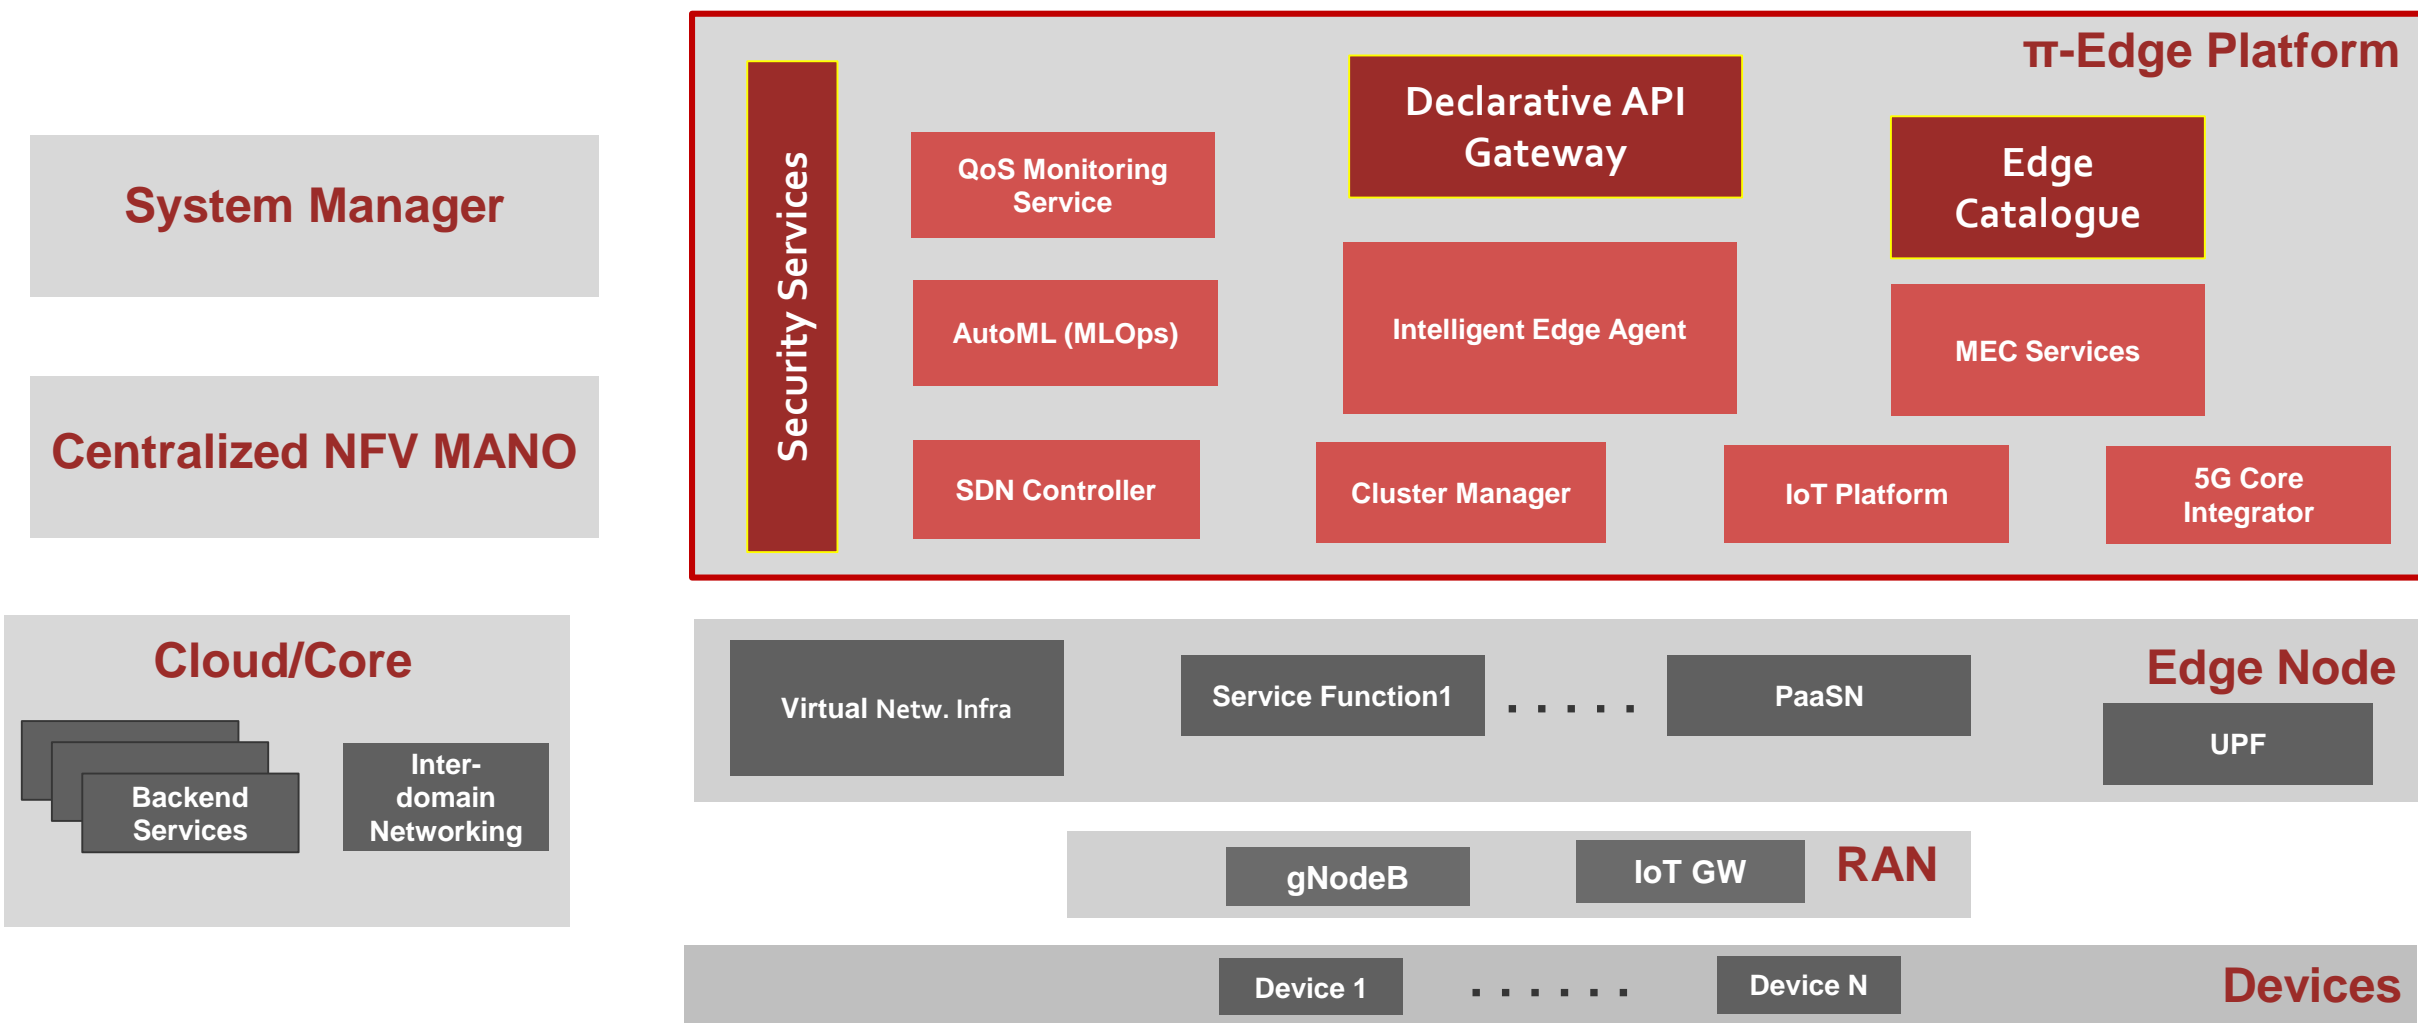 π-Edge Platform
Security Services
Declarative API
Gateway
QoS Monitoring
Service
Edge
Catalogue
AutoML (MLOps)
Intelligent Edge Agent
MEC Services
SDN Controller
Cluster Manager
IoT Platform
5G Core
Integrator
System Manager
Centralized NFV MANO
Cloud/Core
Backend
Services
Inter-
domain
Networking
Edge Node
Virtual Netw. Infra
Service Function1
. . . . .
PaaSN
UPF
RAN
gNodeB
IoT GW
Devices
Device 1
. . . . . .
Device N